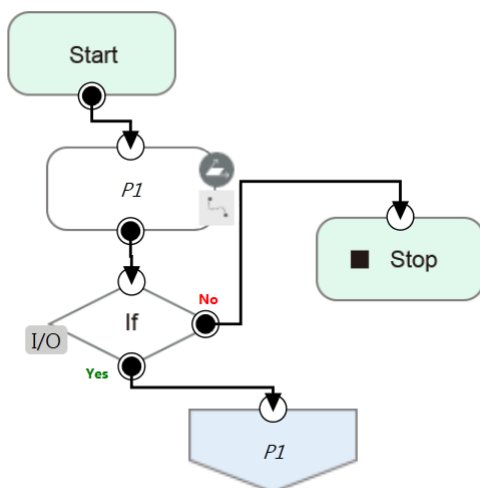 Start
P1
Stop
No
If
I/O
Yes
P1